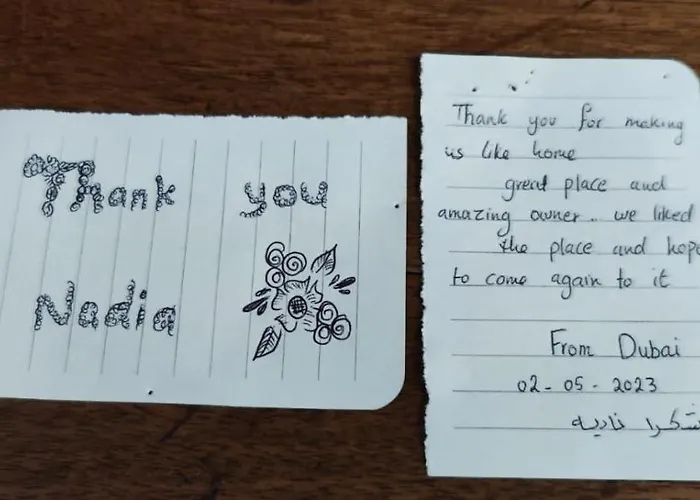 Thank you
Nadia
Thank you for making
us like home
great place and
amazing owner.. we liked
the place and hope
to come again to it
From Dubai
02-05-2023
شكرا ناديه